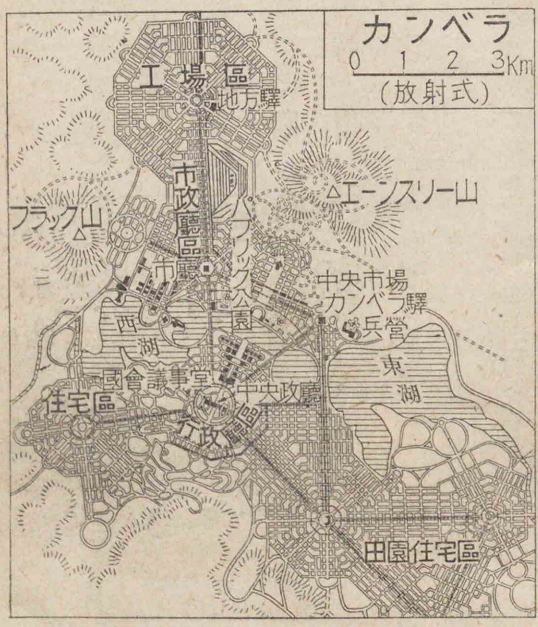 カンベラ
0 1 2 3Km
(放射式)
工場區
地方驛
エーンスリー山
ブラック山
市政廳區
市廳
パブリック公園
中央市場
カンベラ驛
兵營
西湖
東湖
國會議事堂
中央政廳
住宅區
行政區
田園住宅區